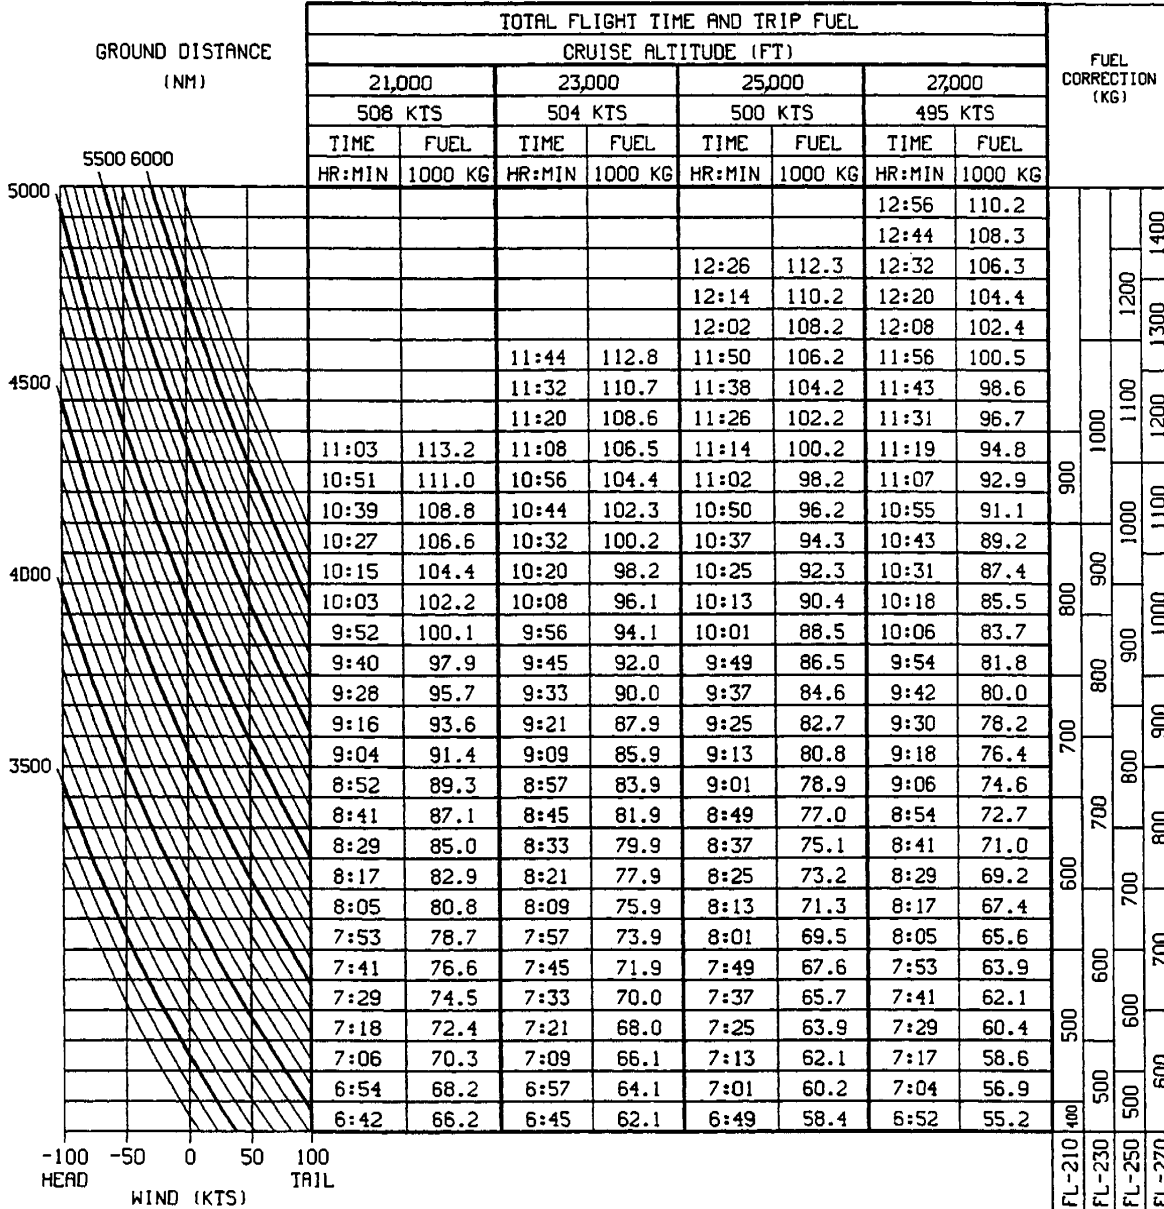 TOTAL FLIGHT TIME AND TRIP FUEL
GROUND DISTANCE
(NM)
CRUISE ALTITUDE (FT)
FUEL
CORRECTION
(KG)
21,000 23,000 25,000 27,000
508 KTS 504 KTS 500 KTS 495 KTS
TIME FUEL TIME FUEL TIME FUEL TIME FUEL
HR:MIN 1000 KG HR:MIN 1000 KG HR:MIN 1000 KG HR:MIN 1000 KG
5500 6000
5000
12:56 110.2
12:44 108.3
12:26 112.3 12:32 106.3
12:14 110.2 12:20 104.4
12:02 108.2 12:08 102.4
11:44 112.8 11:50 106.2 11:56 100.5
4500
11:32 110.7 11:38 104.2 11:43 98.6
11:20 108.6 11:26 102.2 11:31 96.7
11:03 113.2 11:08 106.5 11:14 100.2 11:19 94.8
10:51 111.0 10:56 104.4 11:02 98.2 11:07 92.9
10:39 108.8 10:44 102.3 10:50 96.2 10:55 91.1
10:27 106.6 10:32 100.2 10:37 94.3 10:43 89.2
4000
10:15 104.4 10:20 98.2 10:25 92.3 10:31 87.4
10:03 102.2 10:08 96.1 10:13 90.4 10:18 85.5
9:52 100.1 9:56 94.1 10:01 88.5 10:06 83.7
9:40 97.9 9:45 92.0 9:49 86.5 9:54 81.8
9:28 95.7 9:33 90.0 9:37 84.6 9:42 80.0
9:16 93.6 9:21 87.9 9:25 82.7 9:30 78.2
9:04 91.4 9:09 85.9 9:13 80.8 9:18 76.4
3500
8:52 89.3 8:57 83.9 9:01 78.9 9:06 74.6
8:41 87.1 8:45 81.9 8:49 77.0 8:54 72.7
8:29 85.0 8:33 79.9 8:37 75.1 8:41 71.0
8:17 82.9 8:21 77.9 8:25 73.2 8:29 69.2
8:05 80.8 8:09 75.9 8:13 71.3 8:17 67.4
7:53 78.7 7:57 73.9 8:01 69.5 8:05 65.6
7:41 76.6 7:45 71.9 7:49 67.6 7:53 63.9
7:29 74.5 7:33 70.0 7:37 65.7 7:41 62.1
7:18 72.4 7:21 68.0 7:25 63.9 7:29 60.4
7:06 70.3 7:09 66.1 7:13 62.1 7:17 58.6
6:54 68.2 6:57 64.1 7:01 60.2 7:04 56.9
6:42 66.2 6:45 62.1 6:49 58.4 6:52 55.2
900 800 700 600 500 400
FL-210
1000 900 800 700 600 500
FL-230
1200 1100 1000 900 800 700 600 500
FL-250
1400 1300 1200 1100 1000 900 800 700 600
FL-270
-100 -50 0 50 100
HEAD TAIL
WIND (KTS)